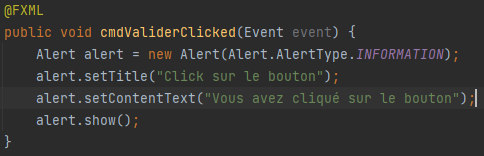 @FXML
public void cmdValiderClicked(Event event) {
    Alert alert = new Alert(Alert.AlertType.INFORMATION);
    alert.setTitle("Click sur le bouton");
    alert.setContentText("Vous avez cliqué sur le bouton");
    alert.show();
}